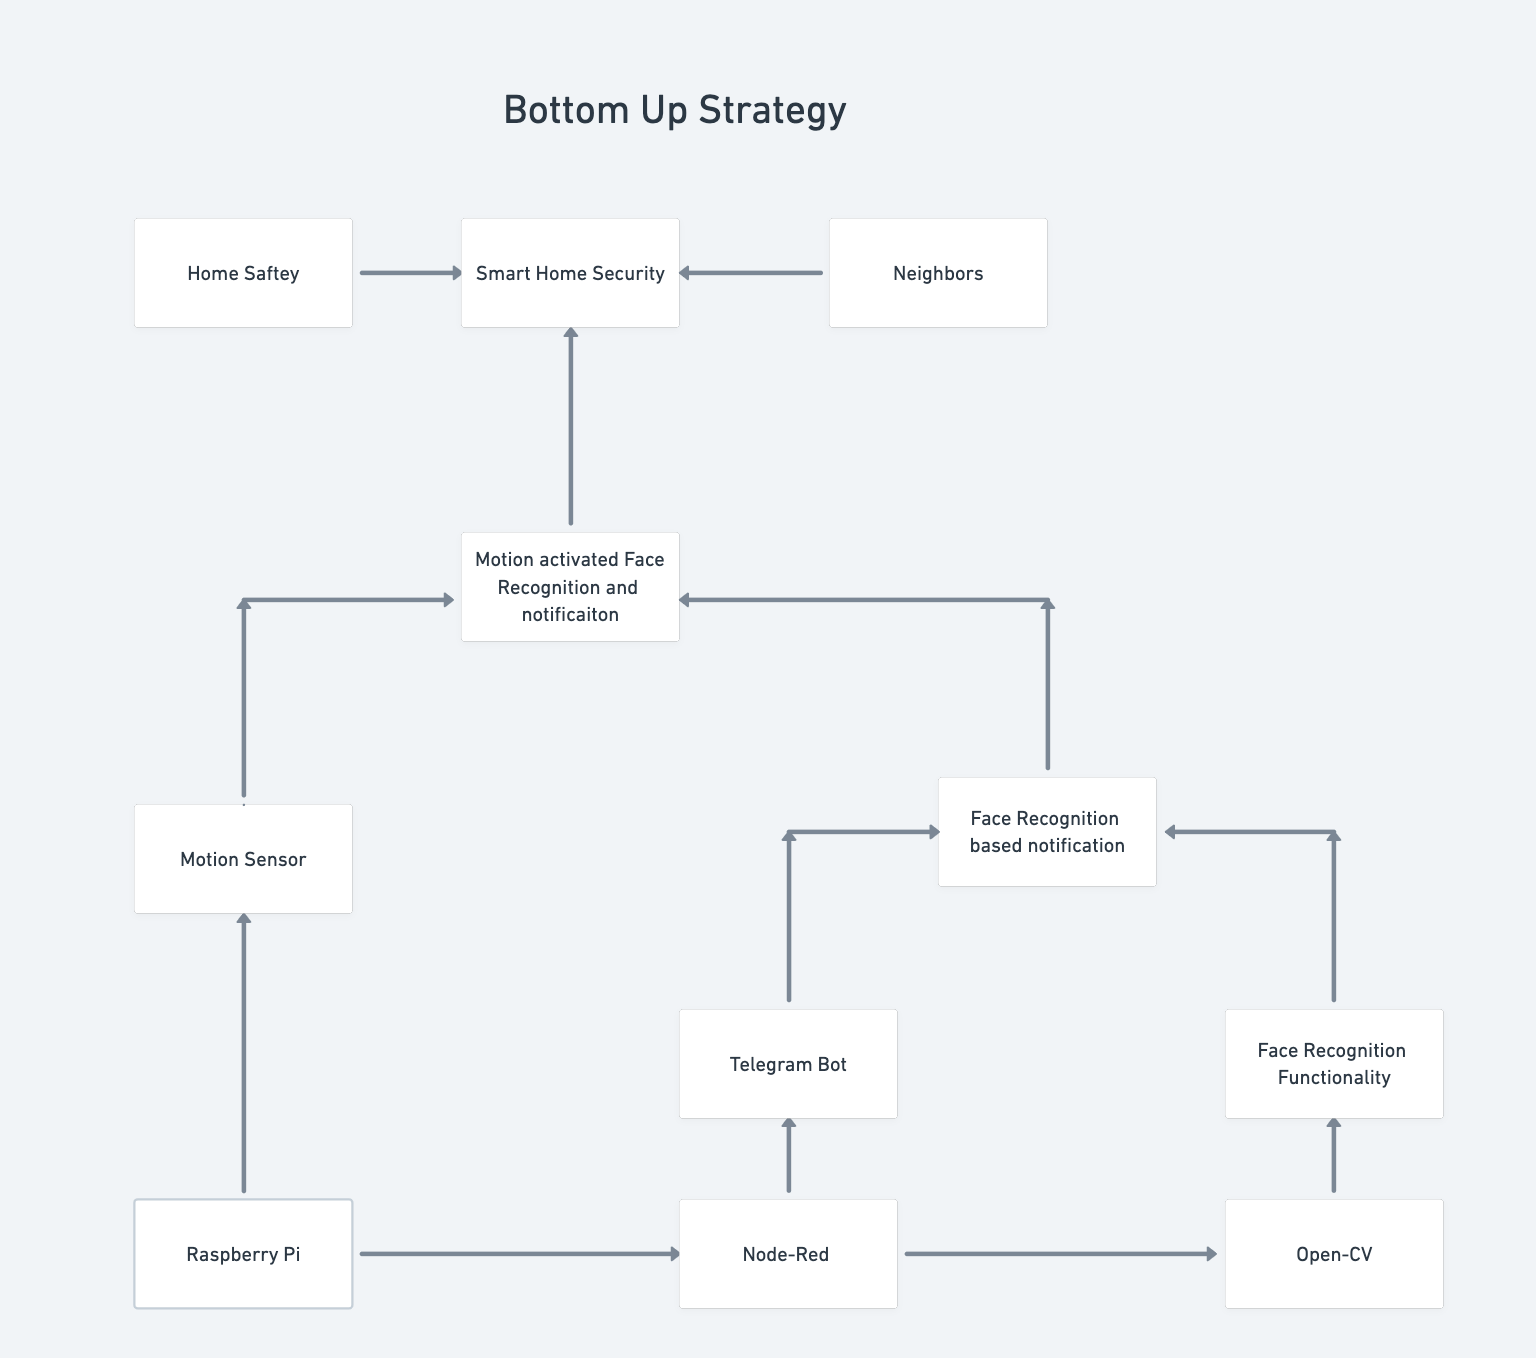 Bottom Up Strategy
Home Saftey
Smart Home Security
Neighbors
Motion activated Face
Recognition and
notificaiton
Motion Sensor
Face Recognition
based notification
Telegram Bot
Face Recognition
Functionality
Raspberry Pi
Node-Red
Open-CV